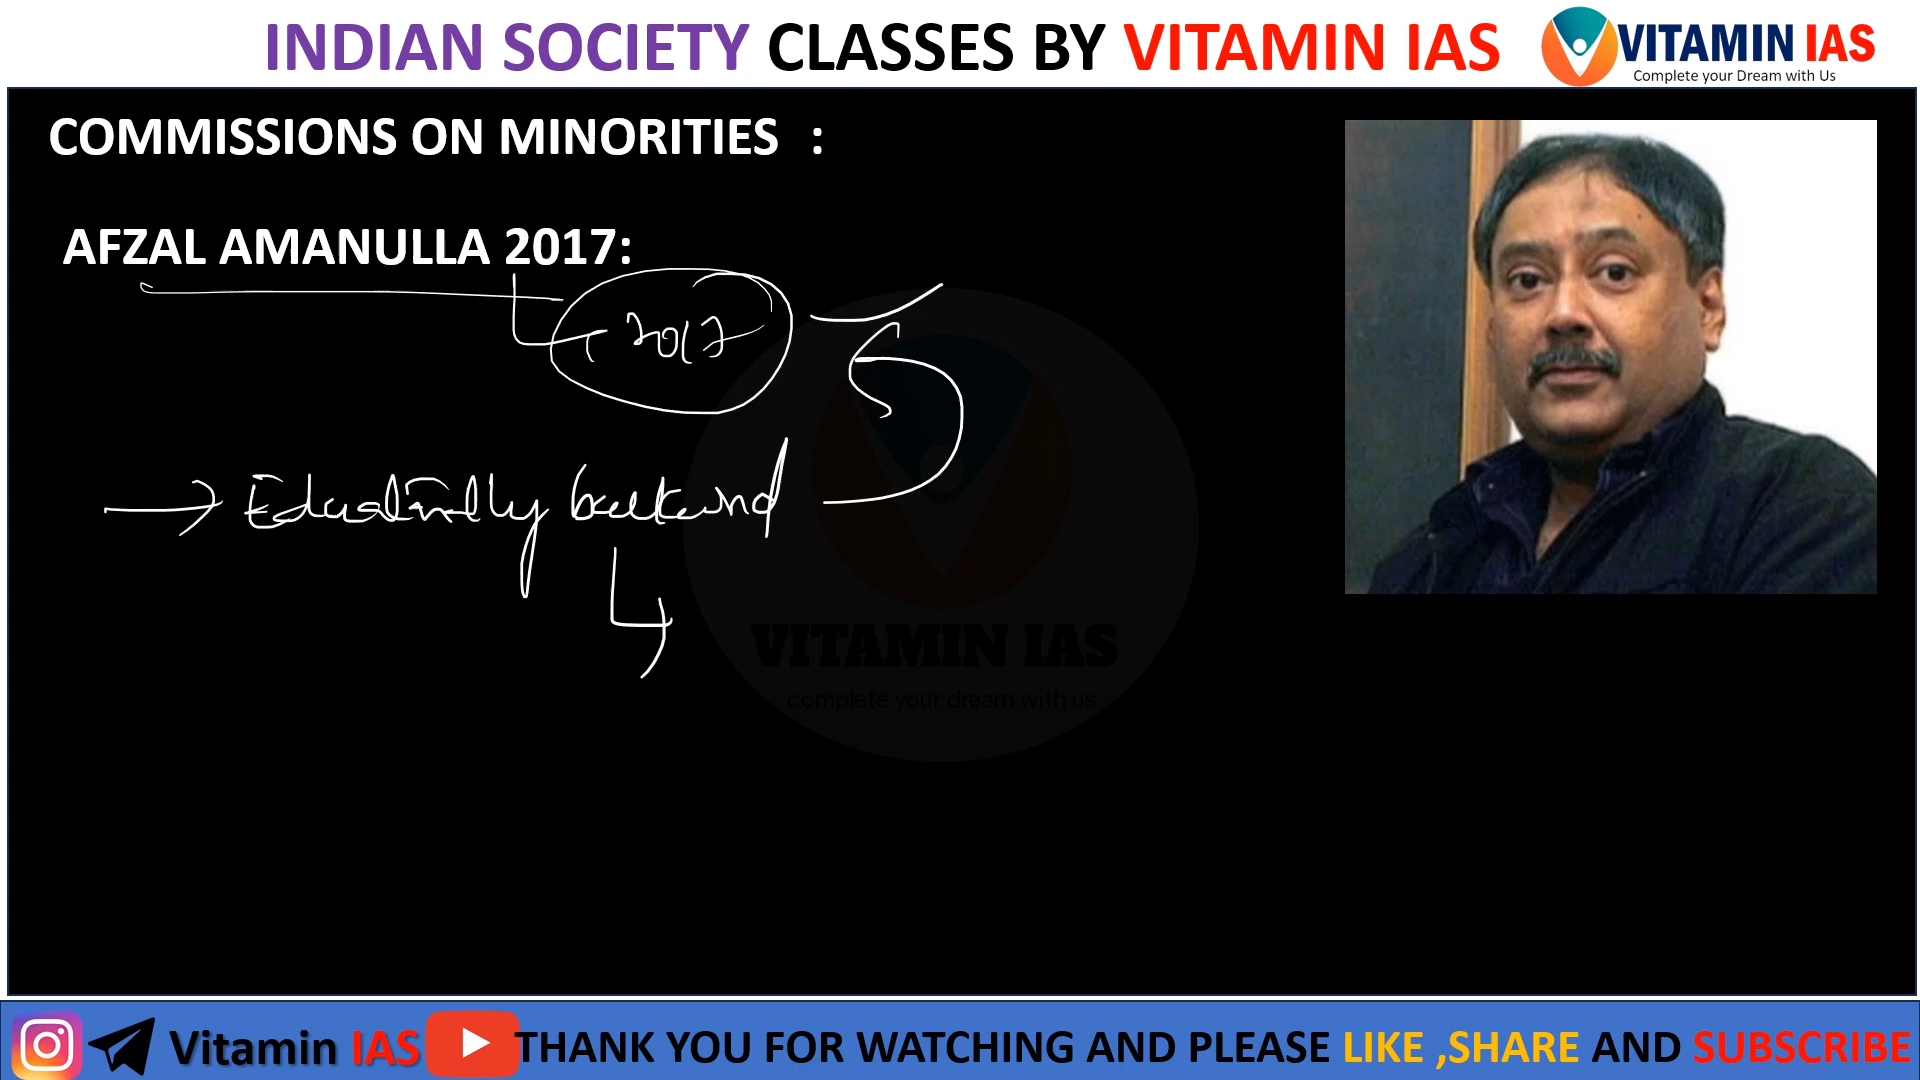 INDIAN SOCIETY CLASSES BY VITAMIN IAS
VITAMIN IAS
Complete your Dream with Us
COMMISSIONS ON MINORITIES :
AFZAL AMANULLA 2017:
2017
Educationally backward
VITAMIN IAS
complete your dream with us
Vitamin IAS
THANK YOU FOR WATCHING AND PLEASE LIKE ,SHARE AND SUBSCRIBE